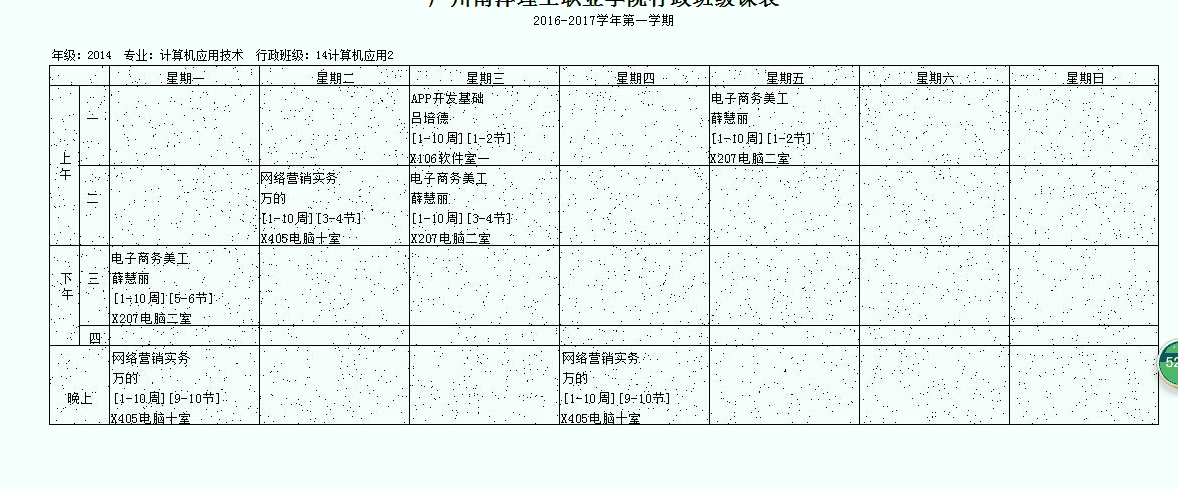 2016-2017学年第一学期
年级：2014 专业：计算机应用技术 行政班级：14计算机应用2
星期一 星期二 星期三 星期四 星期五 星期六 星期日
上午
一
APP开发基础
吕培德
[1-10周][1-2节]
X106软件室一
电子商务美工
薛慧丽
[1-10周][1-2节]
X207电脑二室
二
网络营销实务
万的
[1-10周][3-4节]
X405电脑十室
电子商务美工
薛慧丽
[1-10周][3-4节]
X207电脑二室
下午
三
电子商务美工
薛慧丽
[1-10周][5-6节]
X207电脑二室
四
晚上
网络营销实务
万的
[1-10周][9-10节]
X405电脑十室
网络营销实务
万的
[1-10周][9-10节]
X405电脑十室